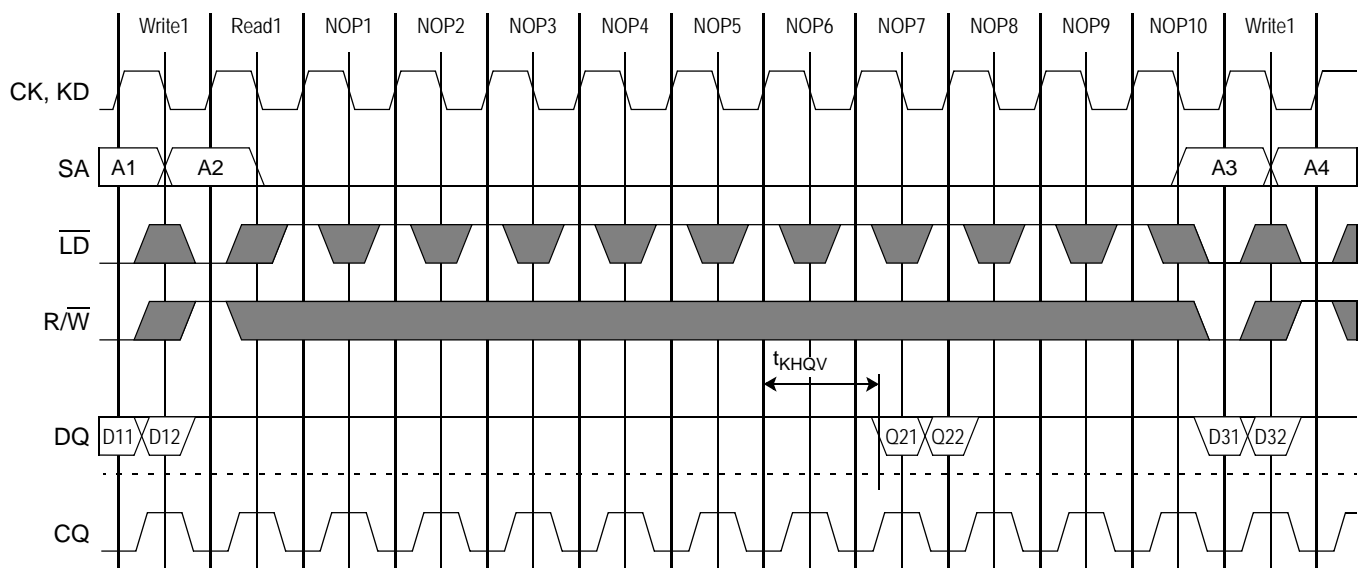 Write1 Read1 NOP1 NOP2 NOP3 NOP4 NOP5 NOP6 NOP7 NOP8 NOP9 NOP10 Write1
CK, KD
SA A1 A2 A3 A4
LD
R/W
tKHQV
DQ D11 D12 Q21 Q22 D31 D32
CQ